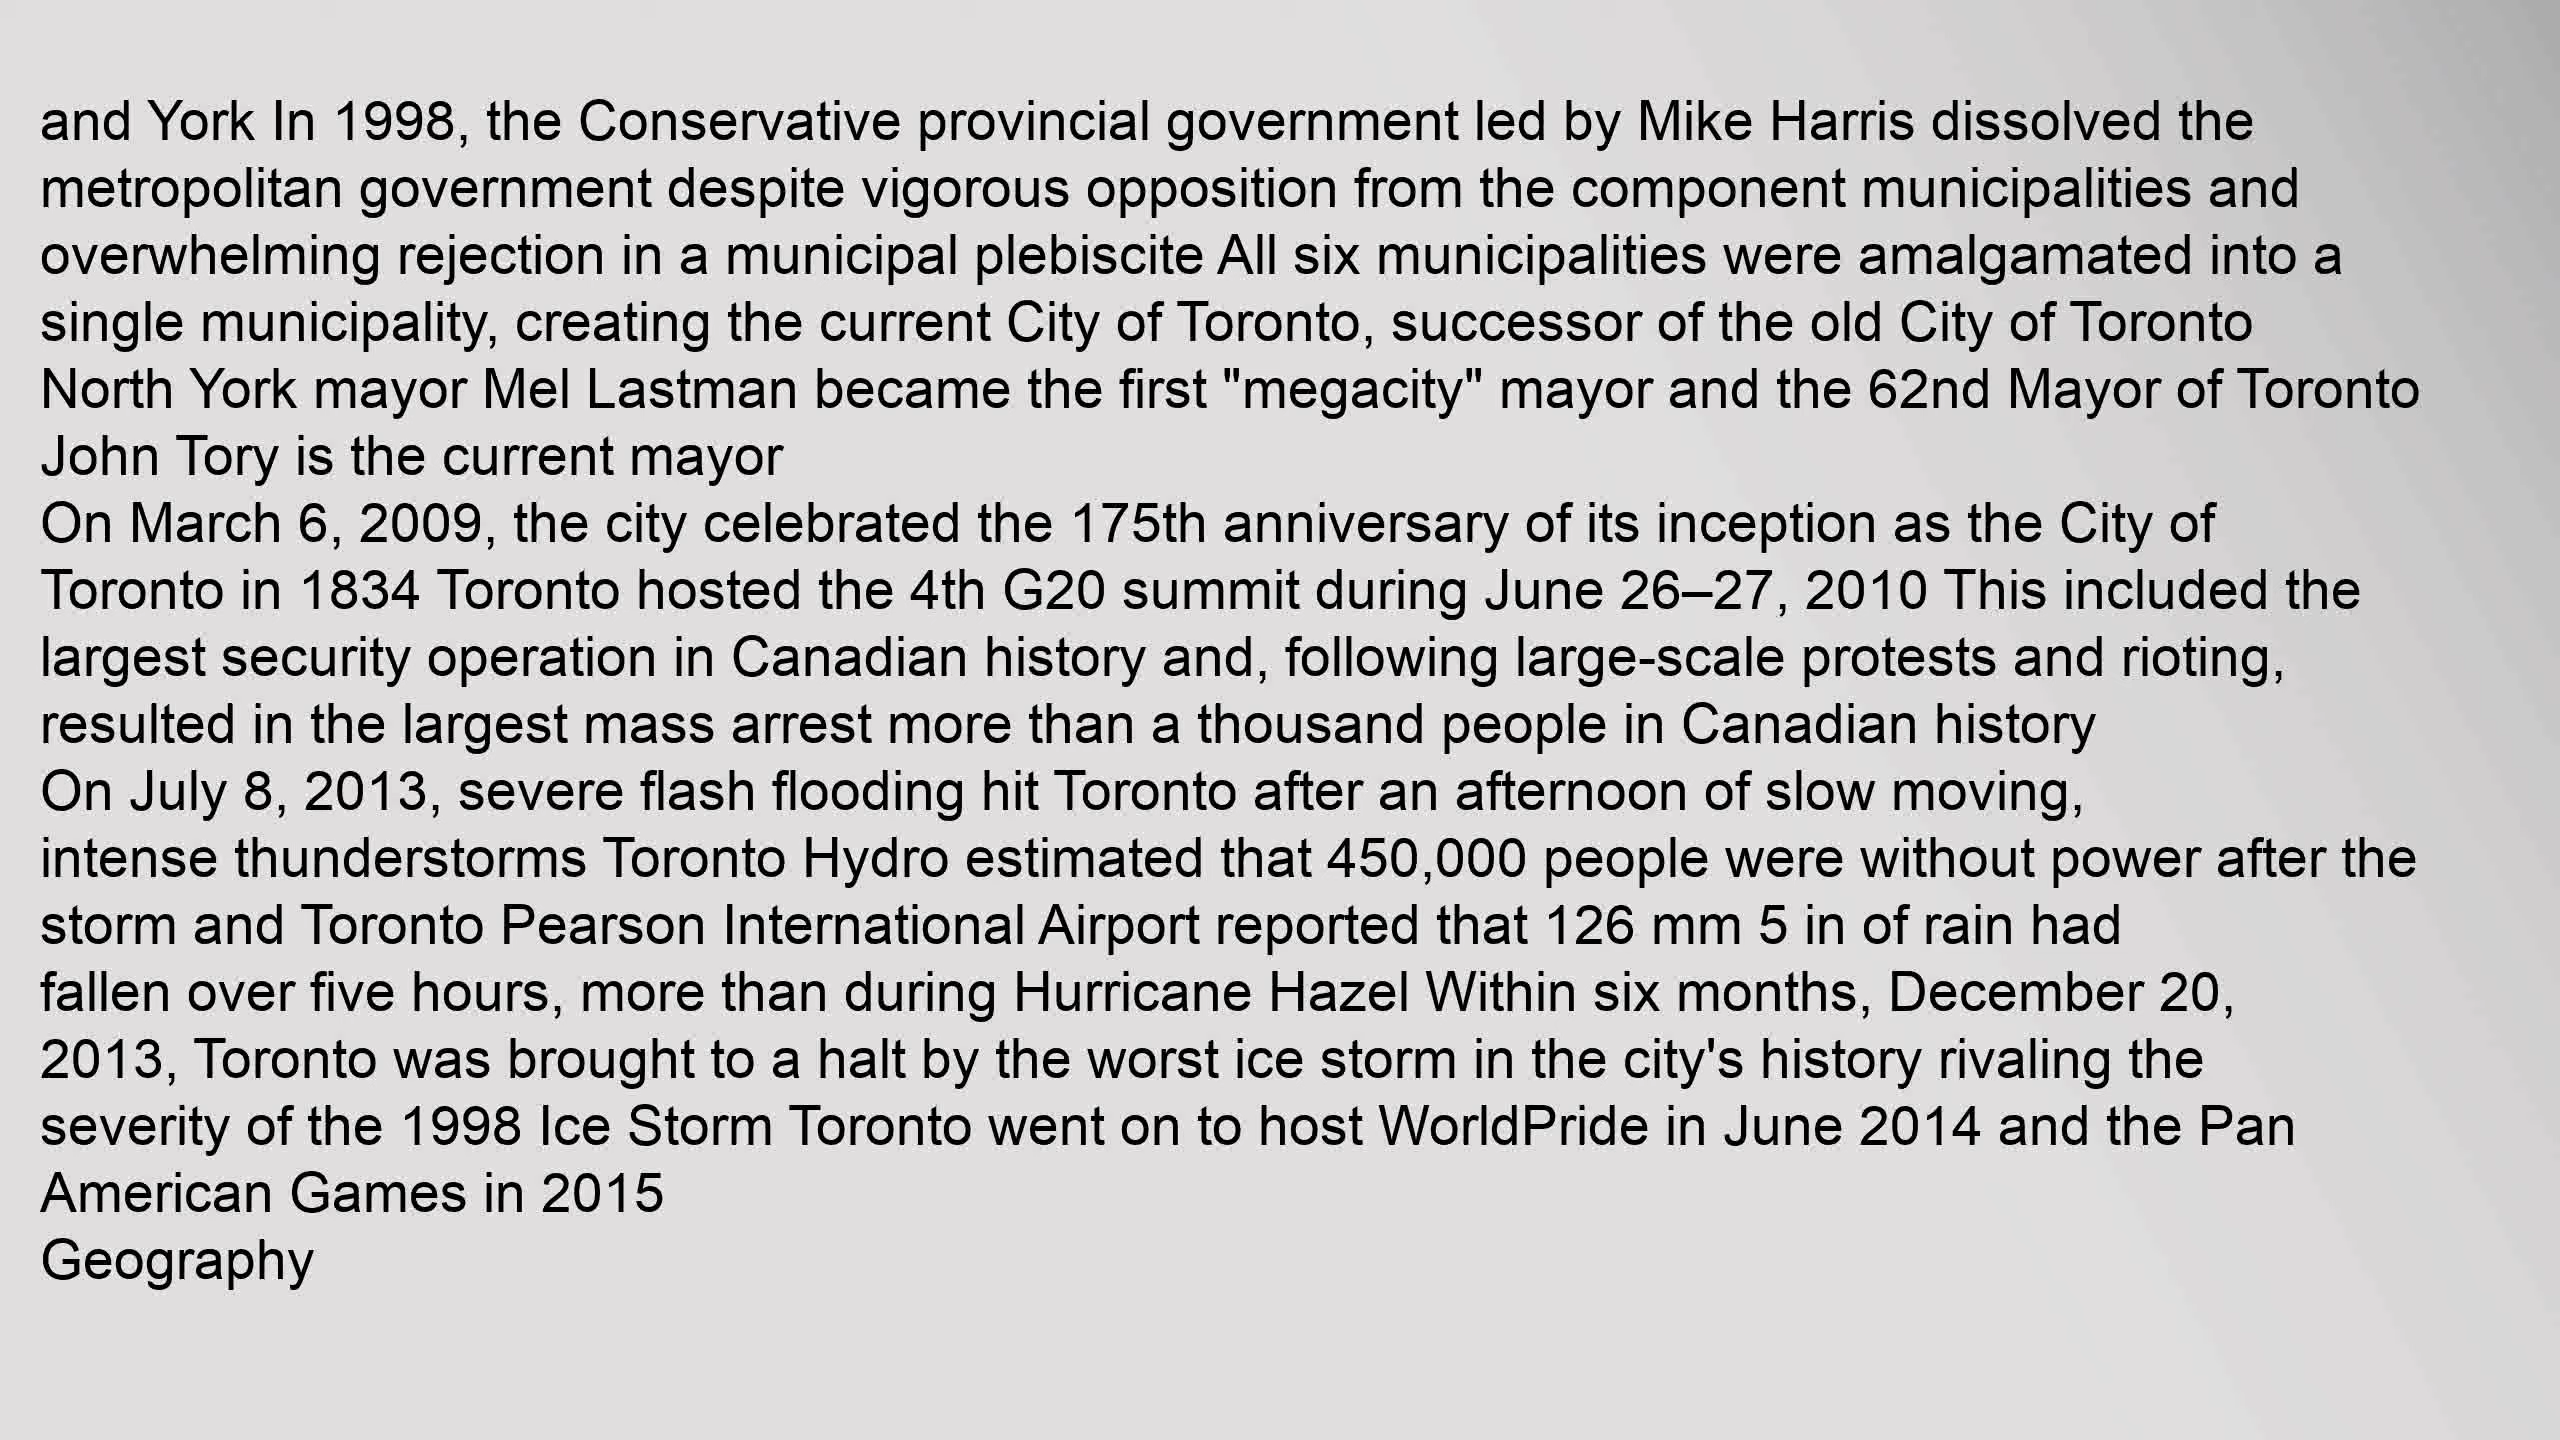 and York In 1998, the Conservative provincial government led by Mike Harris dissolved the
metropolitan government despite vigorous opposition from the component municipalities and
overwhelming rejection in a municipal plebiscite All six municipalities were amalgamated into a
single municipality, creating the current City of Toronto, successor of the old City of Toronto
North York mayor Mel Lastman became the first "megacity" mayor and the 62nd Mayor of Toronto
John Tory is the current mayor
On March 6, 2009, the city celebrated the 175th anniversary of its inception as the City of
Toronto in 1834 Toronto hosted the 4th G20 summit during June 26–27, 2010 This included the
largest security operation in Canadian history and, following large-scale protests and rioting,
resulted in the largest mass arrest more than a thousand people in Canadian history
On July 8, 2013, severe flash flooding hit Toronto after an afternoon of slow moving,
intense thunderstorms Toronto Hydro estimated that 450,000 people were without power after the
storm and Toronto Pearson International Airport reported that 126 mm 5 in of rain had
fallen over five hours, more than during Hurricane Hazel Within six months, December 20,
2013, Toronto was brought to a halt by the worst ice storm in the city's history rivaling the
severity of the 1998 Ice Storm Toronto went on to host WorldPride in June 2014 and the Pan
American Games in 2015
Geography